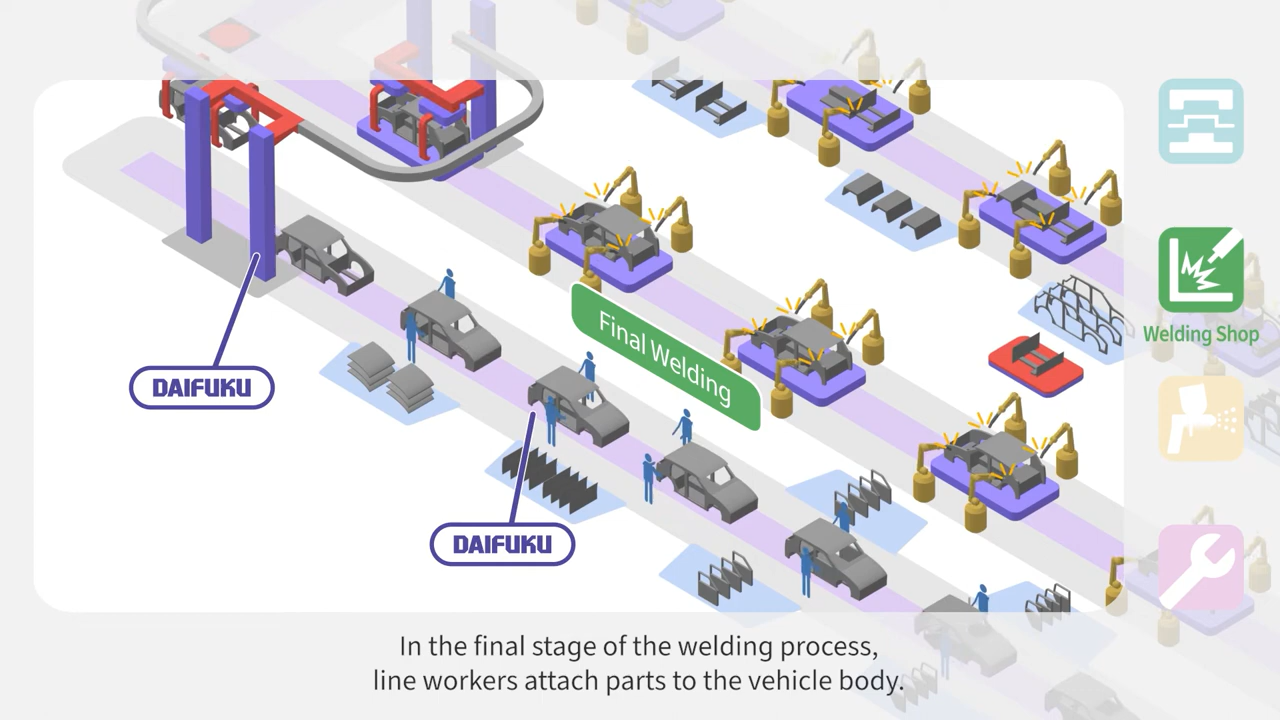 Final Welding
Welding Shop
DAIFUKU
DAIFUKU
In the final stage of the welding process,
line workers attach parts to the vehicle body.